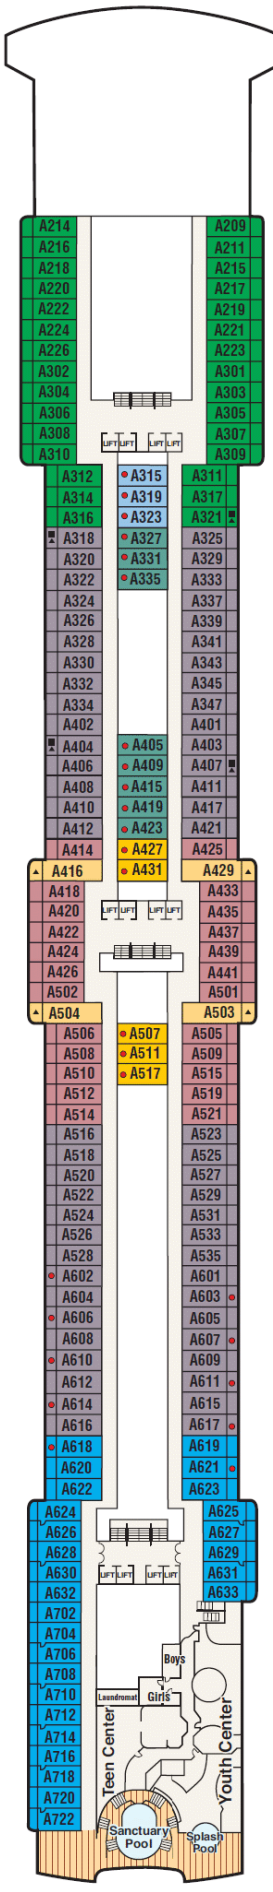 A214 A209
A216 A211
A218 A215
A220 A217
A222 A219
A224 A221
A226 A223
A302 A301
A304 A303
A306 A305
A308 A307
A310 A309
LIFT LIFT LIFT LIFT
A312 A315 A311
A314 A319 A317
A316 A323 A321
A318 A327 A325
A320 A331 A329
A322 A335 A333
A324 A337
A326 A339
A328 A341
A330 A343
A332 A345
A334 A347
A402 A401
A404 A405 A403
A406 A409 A407
A408 A415 A411
A410 A419 A417
A412 A423 A421
A414 A427 A425
A416 A431 A429
A418 A433
A420 LIFT LIFT LIFT LIFT A435
A422 A437
A424 A439
A426 A441
A502 A501
A504 A503
A506 A507 A505
A508 A511 A509
A510 A517 A515
A512 A519
A514 A521
A516 A523
A518 A525
A520 A527
A522 A529
A524 A531
A526 A533
A528 A535
A602 A601
A604 A603
A606 A605
A608 A607
A610 A609
A612 A611
A614 A615
A616 A617
A618 A619
A620 A621
A622 A623
A624 A625
A626 A627
A628 A629
A630 LIFT LIFT LIFT LIFT A631
A632 A633
A702
A704
A706 Boys
A708
A710 Laundromat Girls
A712
A714
A716
A718
A720
A722
Teen Center
Youth Center
Sanctuary
Pool
Splash
Pool